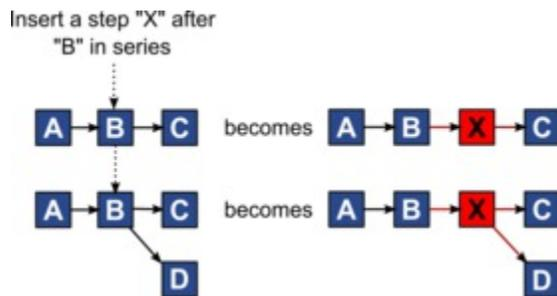 Insert a step "X" after
"B" in series
A B C becomes A B X C
A B C becomes A B X C
D D